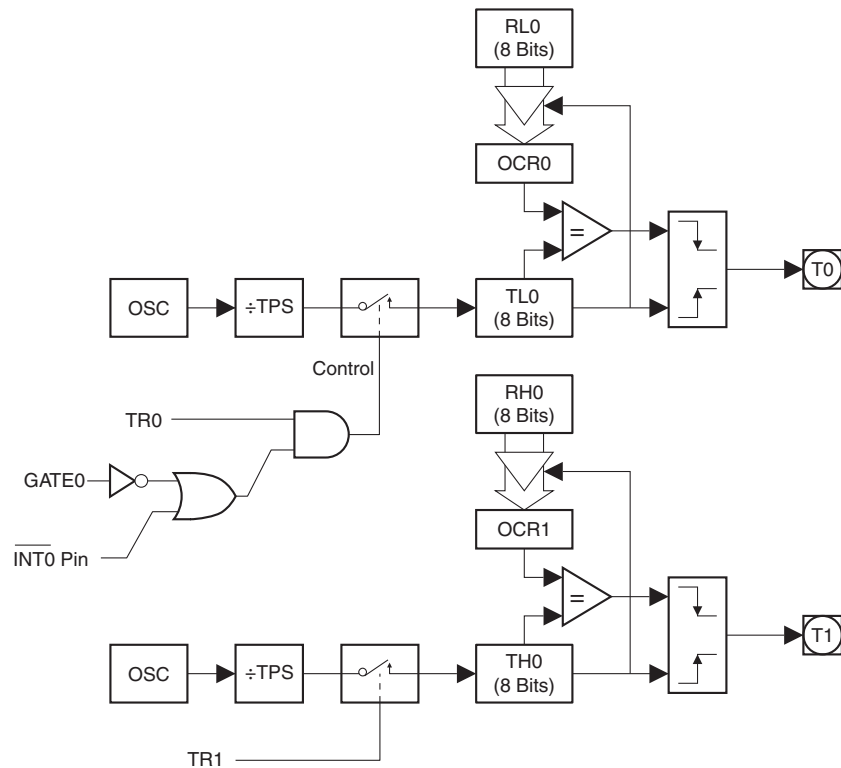 RL0
(8 Bits)
OCR0
=
T0
OSC
÷TPS
TL0
(8 Bits)
Control
TR0
RH0
(8 Bits)
GATE0
OCR1
INT0 Pin
=
T1
OSC
÷TPS
TH0
(8 Bits)
TR1